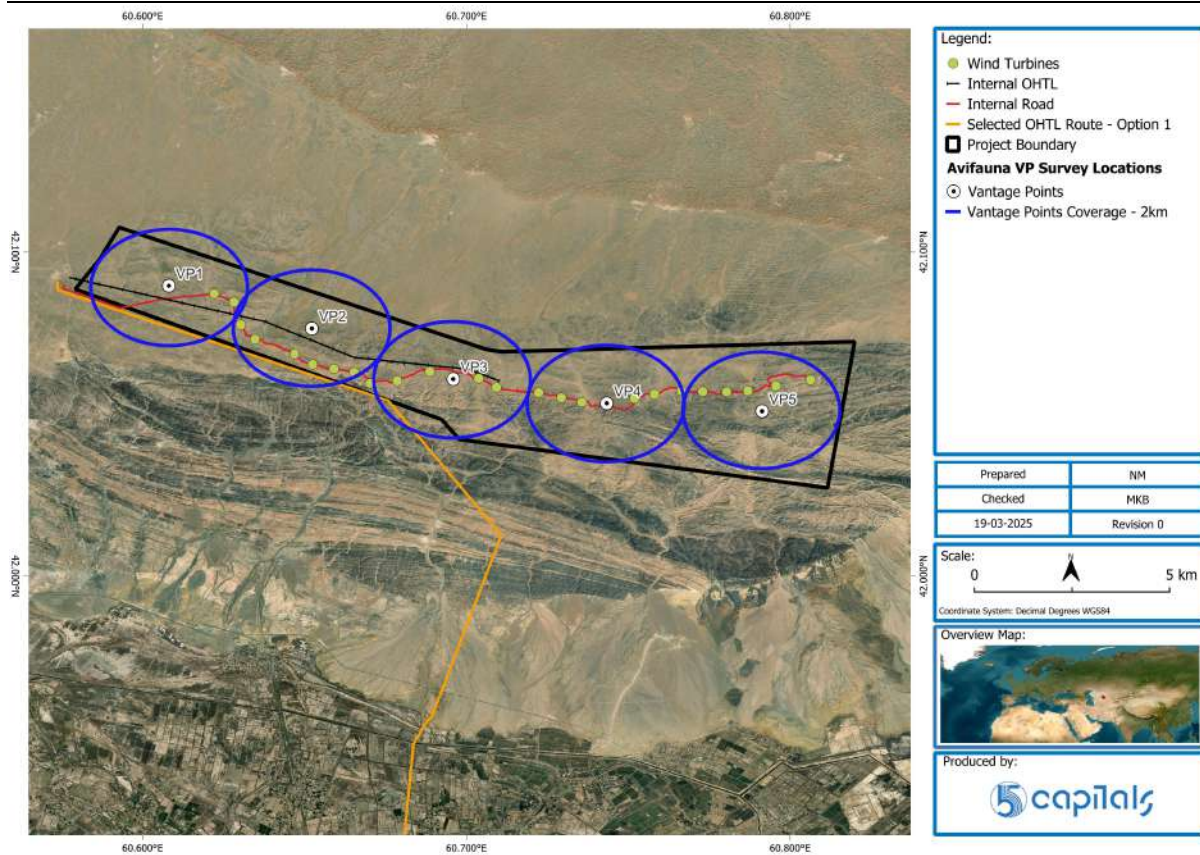 60.600°E
60.700°E
60.800°E
42.100°N
42.100°N
42.000°N
42.000°N
VP1
VP2
VP3
VP4
VP5
60.600°E
60.700°E
60.800°E
Legend:
Wind Turbines
Internal OHTL
Internal Road
Selected OHTL Route - Option 1
Project Boundary
Avifauna VP Survey Locations
Vantage Points
Vantage Points Coverage - 2km
Prepared NM
Checked MKB
19-03-2025 Revision 0
Scale:
N
0 5 km
Coordinate System: Decimal Degrees WGS84
Overview Map:
Produced by:
5 capitals